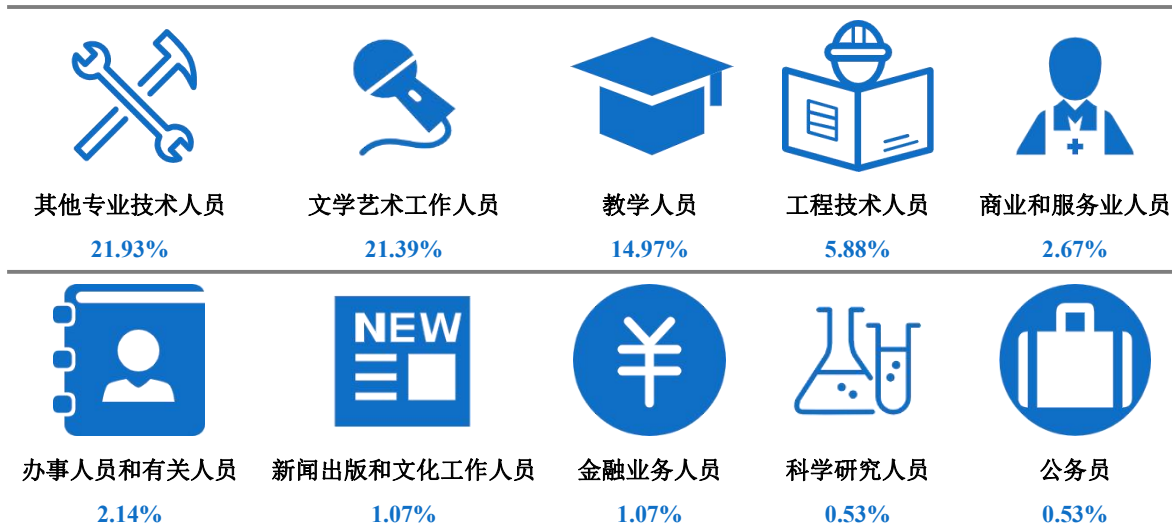 其他专业技术人员
文学艺术工作人员
教学人员
工程技术人员
商业和服务业人员
21.93%
21.39%
14.97%
5.88%
2.67%
NEW
办事人员和有关人员
新闻出版和文化工作人员
金融业务人员
科学研究人员
公务员
2.14%
1.07%
1.07%
0.53%
0.53%